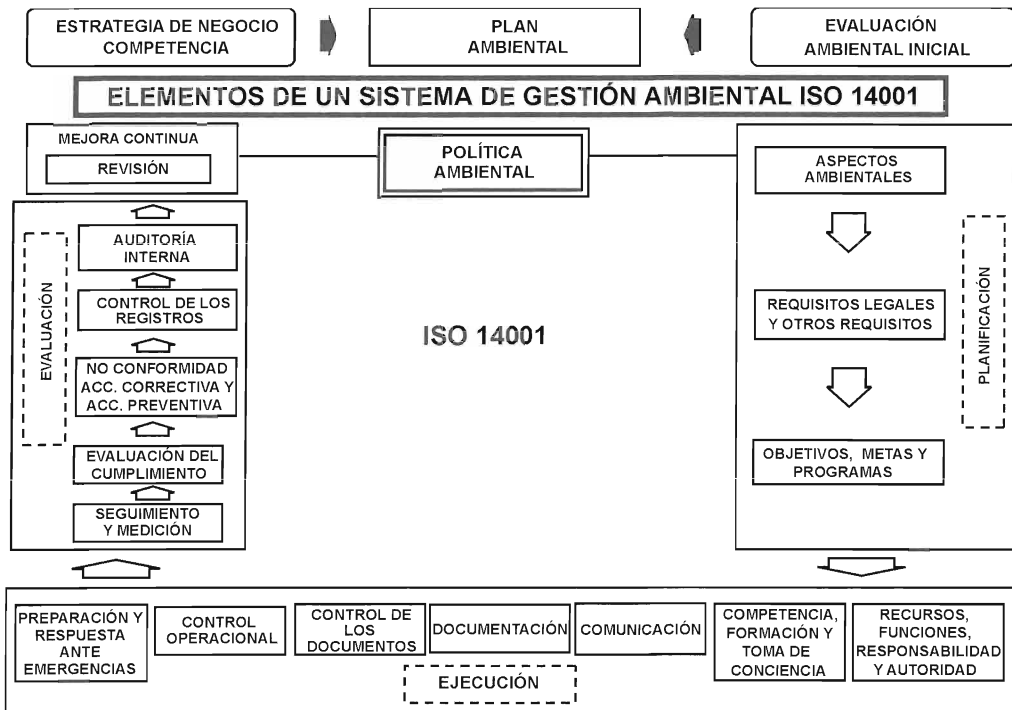 ESTRATEGIA DE NEGOCIO
COMPETENCIA
PLAN
AMBIENTAL
EVALUACIÓN
AMBIENTAL INICIAL
ELEMENTOS DE UN SISTEMA DE GESTIÓN AMBIENTAL ISO 14001
MEJORA CONTINUA
REVISIÓN
POLÍTICA
AMBIENTAL
ASPECTOS
AMBIENTALES
EVALUACIÓN
AUDITORÍA
INTERNA
CONTROL DE LOS
REGISTROS
NO CONFORMIDAD
ACC. CORRECTIVA Y
ACC. PREVENTIVA
EVALUACIÓN DEL
CUMPLIMIENTO
SEGUIMIENTO
Y MEDICIÓN
ISO 14001
REQUISITOS LEGALES
Y OTROS REQUISITOS
OBJETIVOS, METAS Y
PROGRAMAS
PLANIFICACIÓN
PREPARACIÓN Y
RESPUESTA
ANTE
EMERGENCIAS
CONTROL
OPERACIONAL
CONTROL DE
LOS
DOCUMENTOS
DOCUMENTACIÓN
COMUNICACIÓN
COMPETENCIA,
FORMACIÓN Y
TOMA DE
CONCIENCIA
RECURSOS,
FUNCIONES,
RESPONSABILIDAD
Y AUTORIDAD
EJECUCIÓN